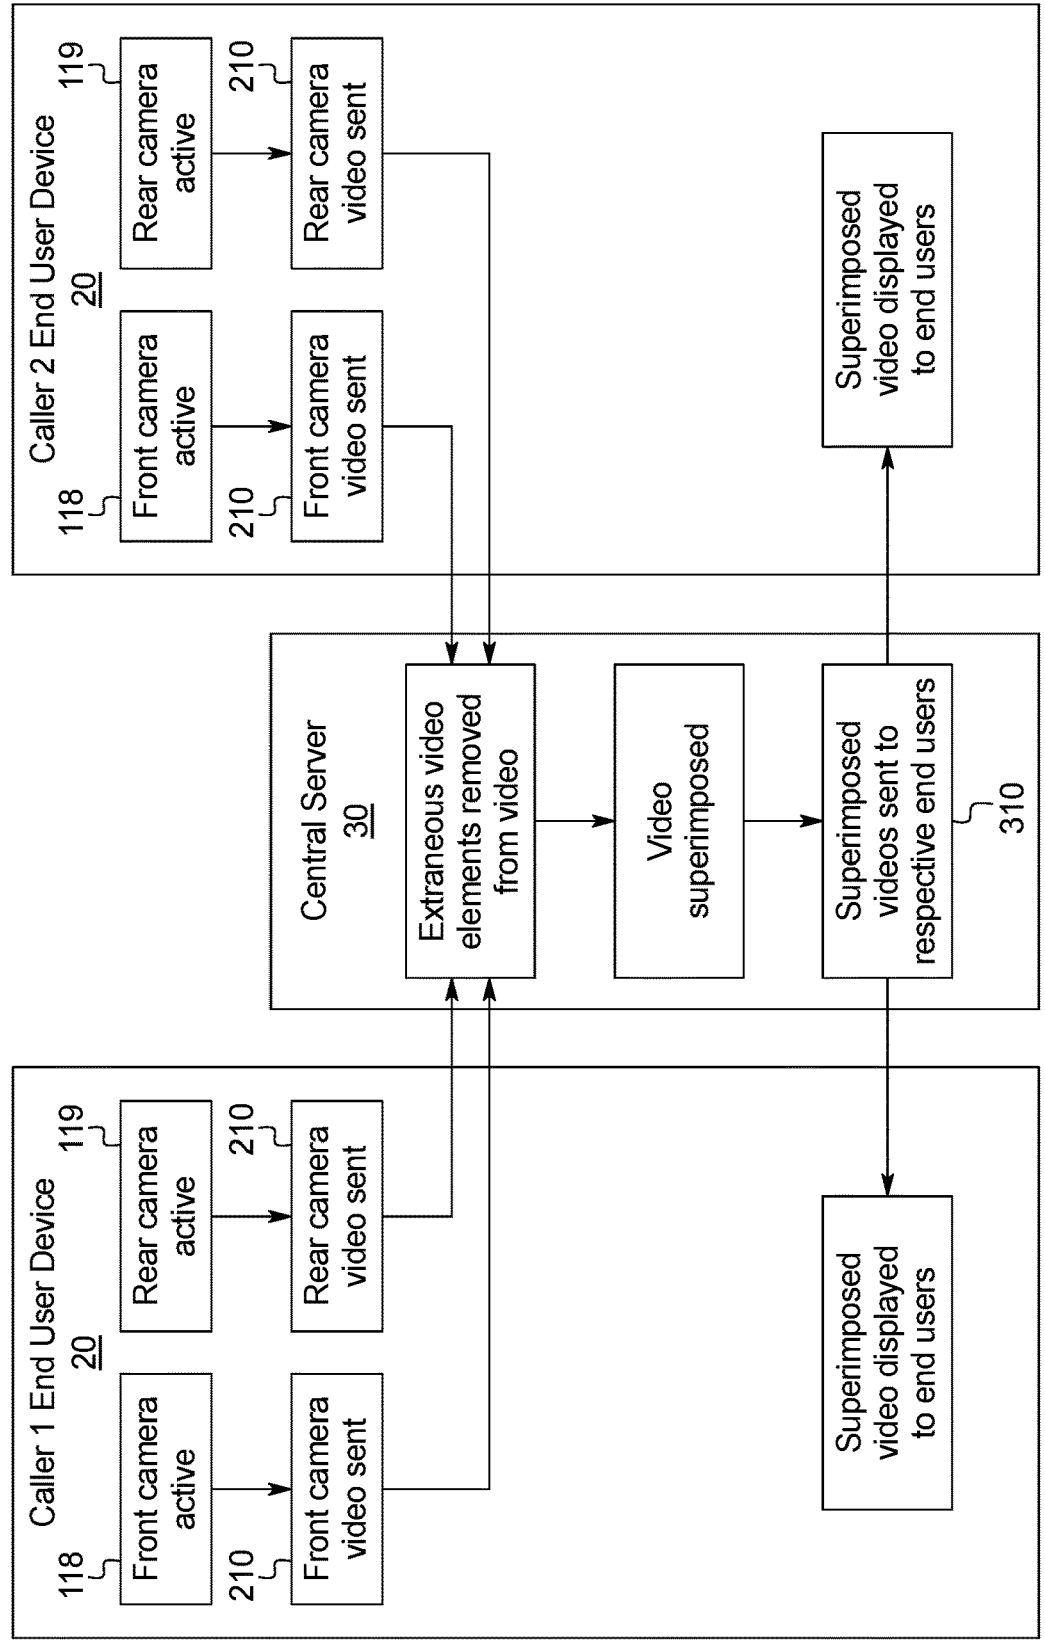 Caller 1 End User Device
20
118
Front camera
active
119
Rear camera
active
210
Front camera
video sent
210
Rear camera
video sent
Superimposed
video displayed
to end users
Central Server
30
Extraneous video
elements removed
from video
Video
superimposed
Superimposed
videos sent to
respective end users
310
Caller 2 End User Device
20
118
Front camera
active
119
Rear camera
active
210
Front camera
video sent
210
Rear camera
video sent
Superimposed
video displayed
to end users